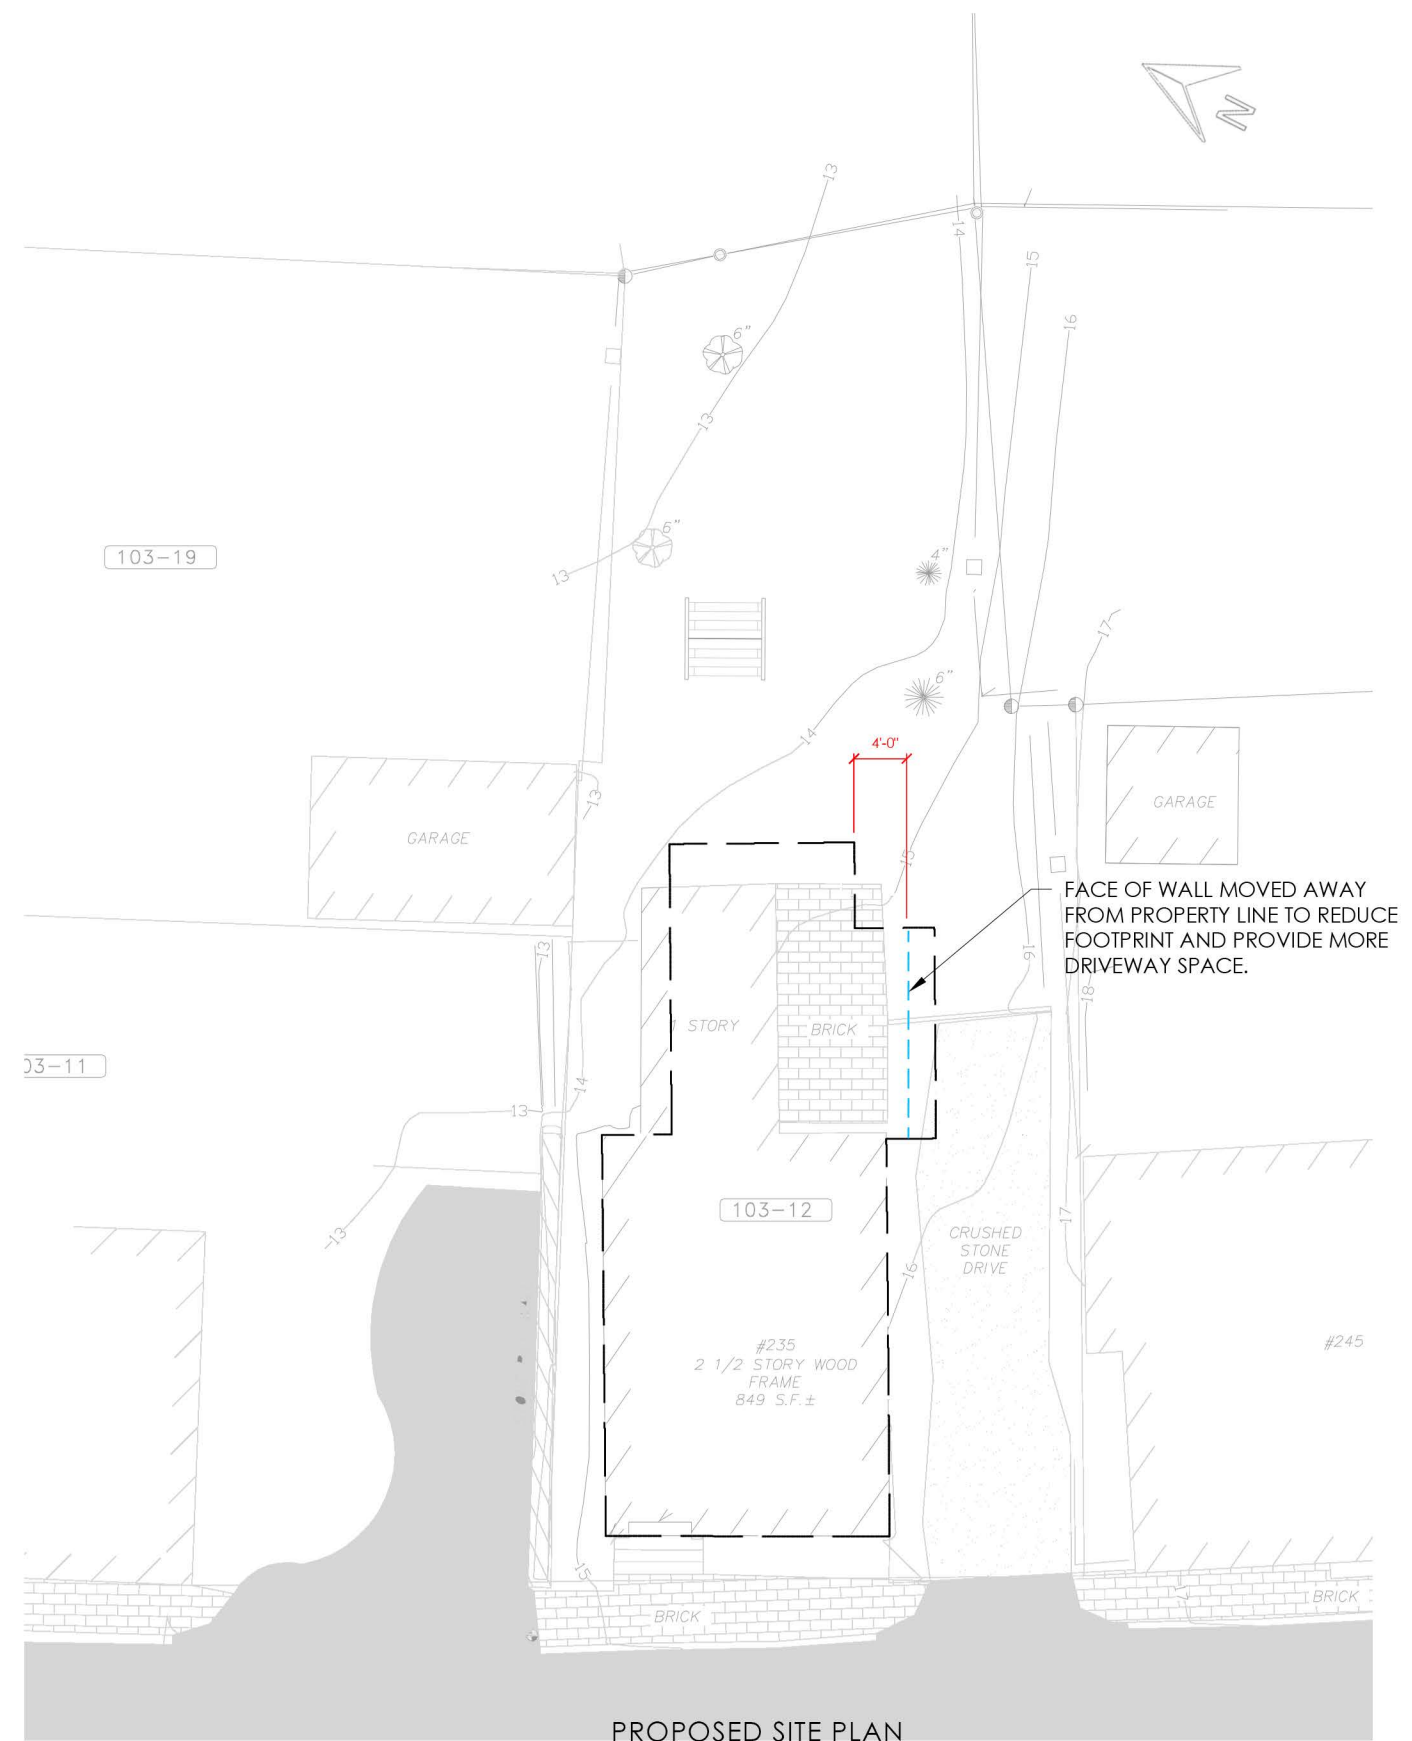 N
13
14
15
16
6"
13
103-19
6"
13
4"
17
6"
14
4'-0"
13
GARAGE
GARAGE
15
FACE OF WALL MOVED AWAY
FROM PROPERTY LINE TO REDUCE
FOOTPRINT AND PROVIDE MORE
DRIVEWAY SPACE.
13
16
18
1 STORY
BRICK
03-11
14
13
103-12
17
13
CRUSHED
STONE
DRIVE
16
#235
2 1/2 STORY WOOD
FRAME
849 S.F.±
#245
15
17
BRICK
BRICK
PROPOSED SITE PLAN